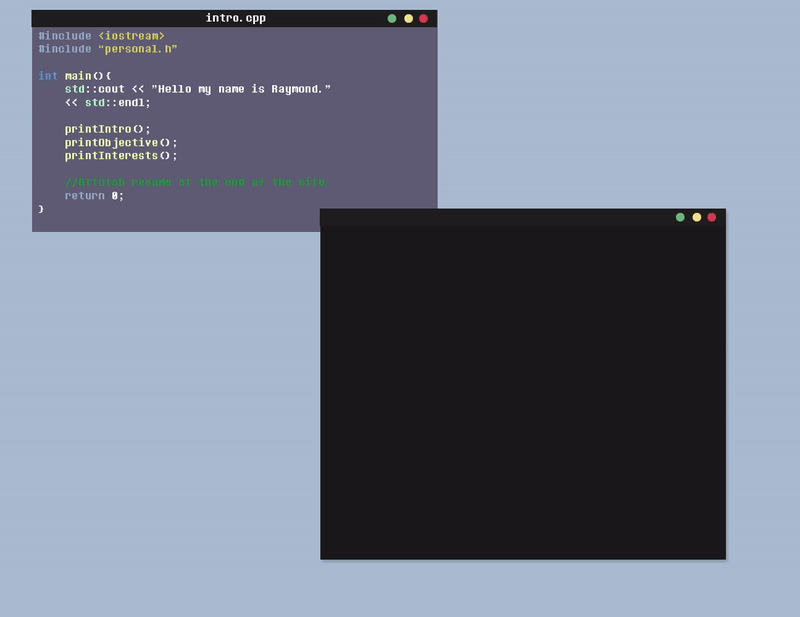 intro.cpp
#include <iostream>
#include "personal.h"
int main(){
std::cout << "Hello my name is Raymond."
<< std::endl;
printIntro();
printObjective();
printInterests();
//Attatch resume at the end of the site.
return 0;
}